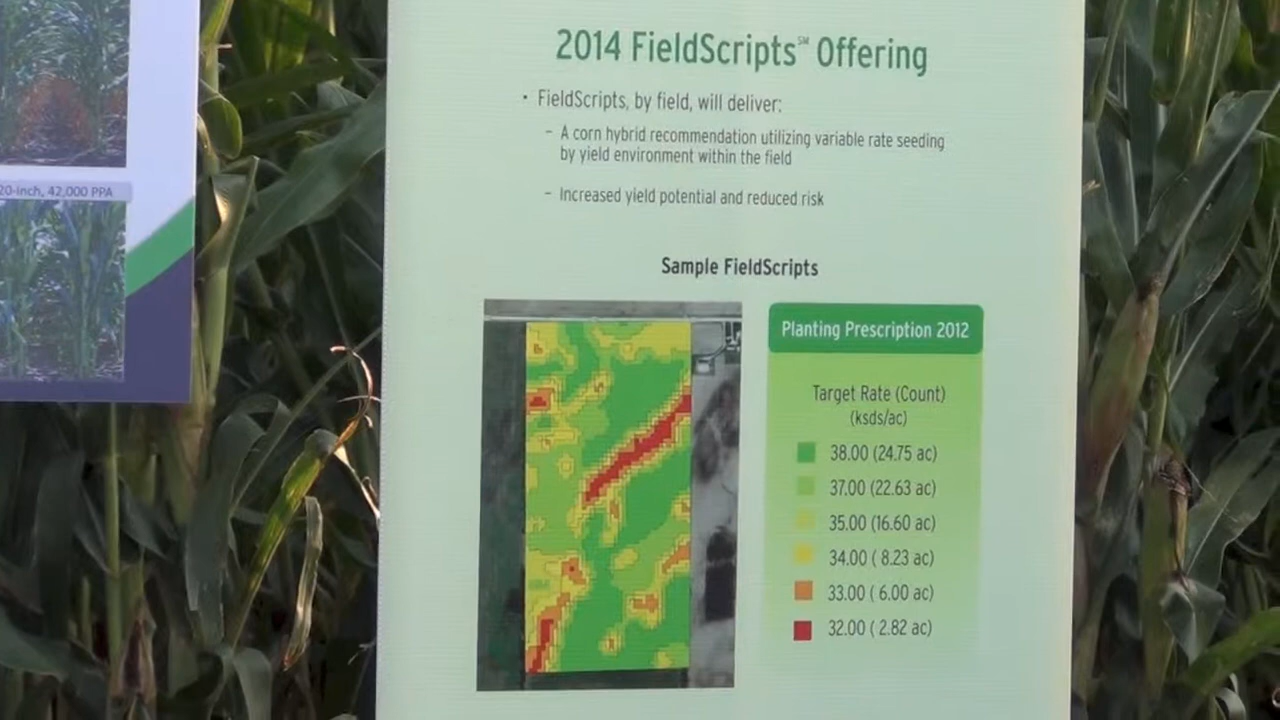 20-inch, 42,000 PPA
2014 FieldScripts℠ Offering
• FieldScripts, by field, will deliver:
– A corn hybrid recommendation utilizing variable rate seeding
by yield environment within the field
– Increased yield potential and reduced risk
Sample FieldScripts
Planting Prescription 2012
Target Rate (Count)
(ksds/ac)
38.00 (24.75 ac)
37.00 (22.63 ac)
35.00 (16.60 ac)
34.00 ( 8.23 ac)
33.00 ( 6.00 ac)
32.00 ( 2.82 ac)